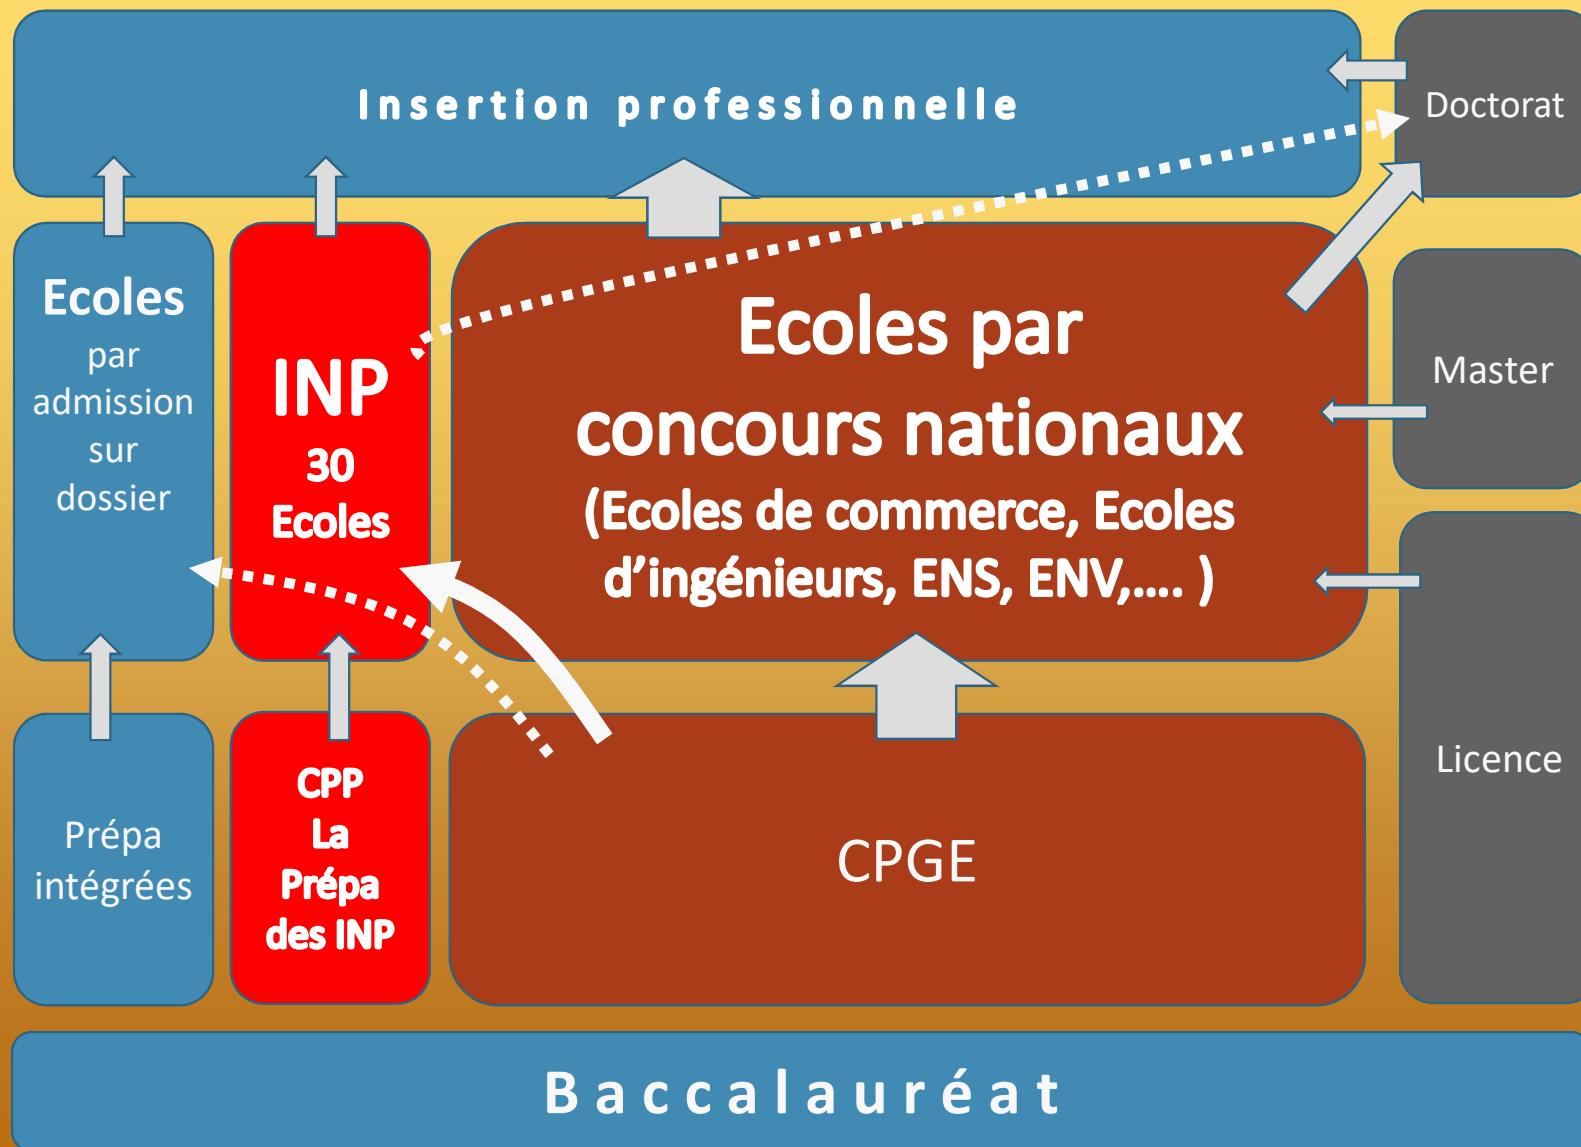 Insertion professionnelle
Doctorat
Ecoles
par
admission
sur
dossier
INP
30
Ecoles
Ecoles par
concours nationaux
(Ecoles de commerce, Ecoles
d’ingénieurs, ENS, ENV,…. )
Master
Licence
Prépa
intégrées
CPP
La
Prépa
des INP
CPGE
Baccalauréat